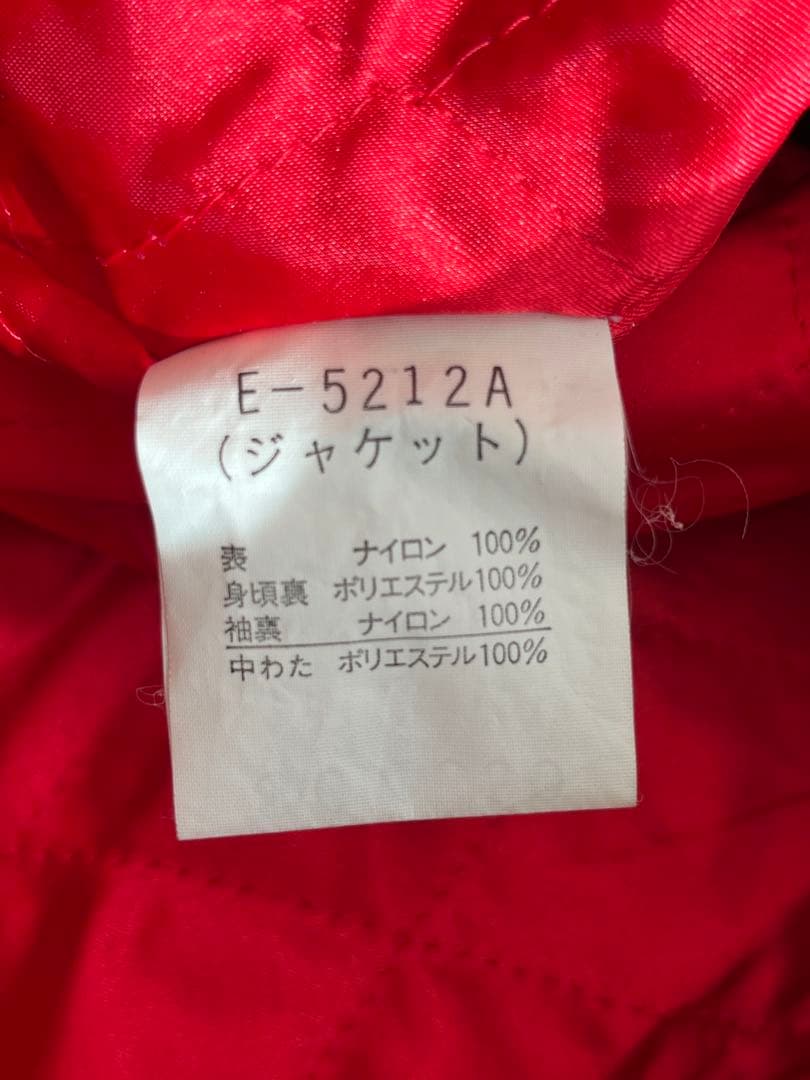 E-5212A
(ジャケット)
表 ナイロン 100%
身頃裏 ポリエステル100%
袖裏 ナイロン 100%
中わた ポリエステル100%